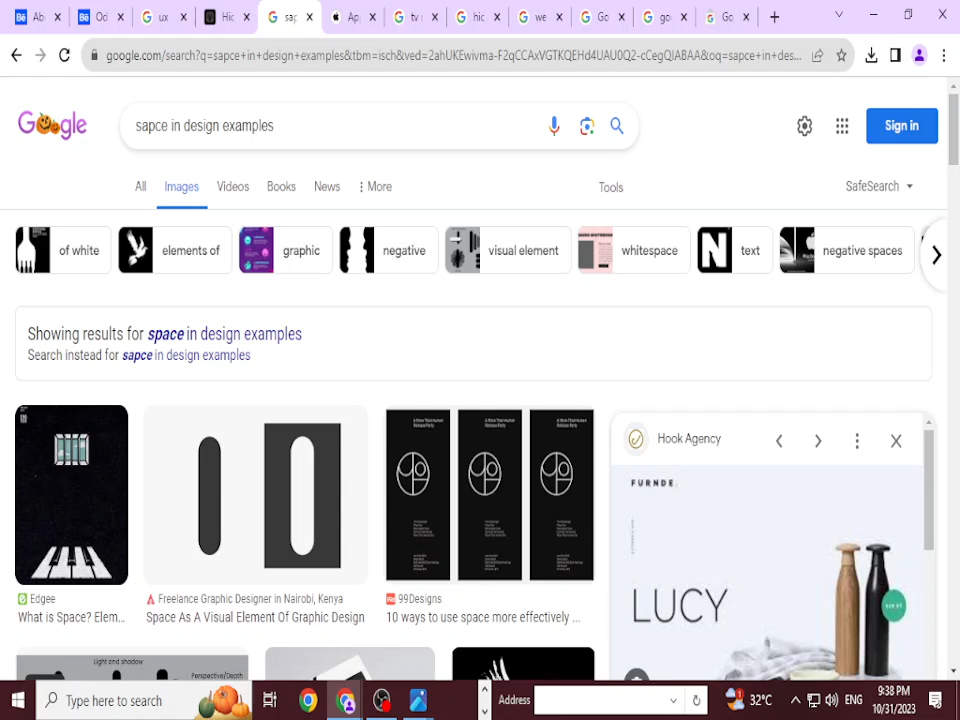 Ab
Od
ux
Hic
sap
App
tv
hic
we
Go
go
Go
google.com/search?q=sapce+in+design+examples&tbm=isch&ved=2ahUKEwivma-F2qCCAxVGTKQEHd4UAU0Q2-cCegQIABAA&oq=sapce+in+des...
Google
sapce in design examples
Sign in
All Images Videos Books News More Tools SafeSearch
of white
elements of
graphic
negative
visual element
whitespace
N text
negative spaces
Showing results for space in design examples
Search instead for sapce in design examples
Hook Agency
FURNDE.
LUCY
Edgee
What is Space? Elem...
Freelance Graphic Designer in Nairobi, Kenya
Space As A Visual Element Of Graphic Design
99Designs
10 ways to use space more effectively ...
Light and shadow
Perspective/Depth
Type here to search
Address
32°C
ENG
9:38 PM
10/31/2023